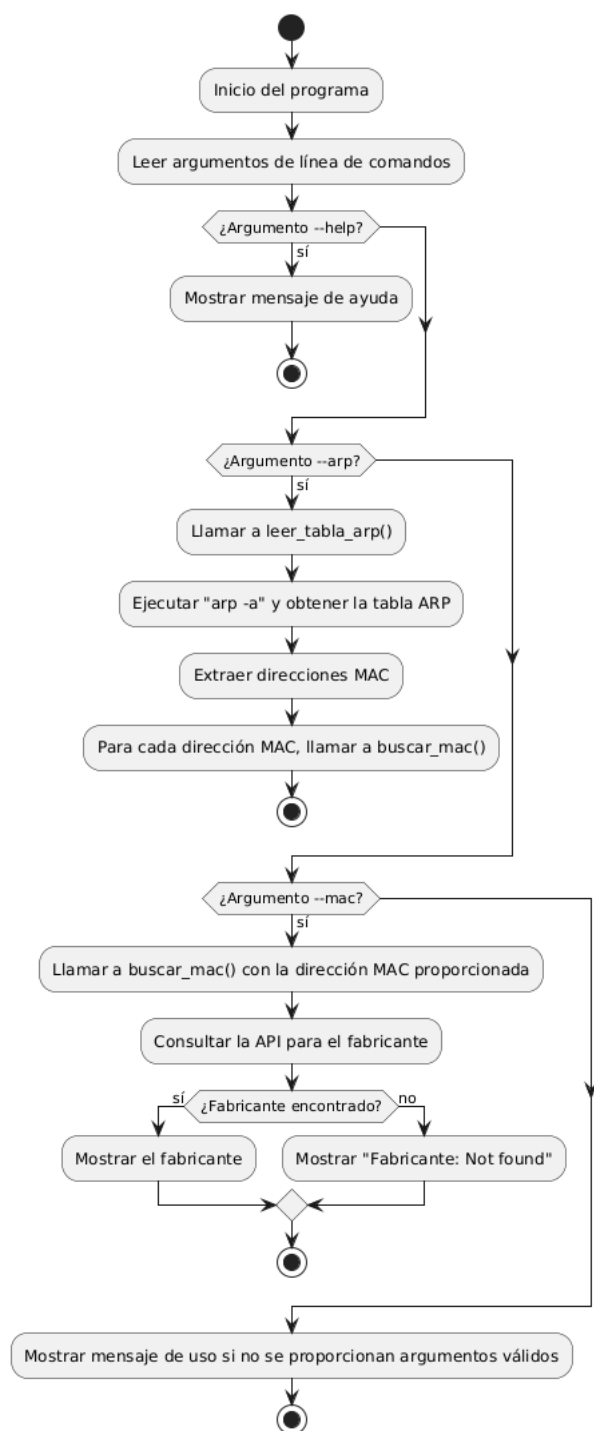 Inicio del programa
Leer argumentos de línea de comandos
¿Argumento --help?
sí
Mostrar mensaje de ayuda
¿Argumento --arp?
sí
Llamar a leer_tabla_arp()
Ejecutar "arp -a" y obtener la tabla ARP
Extraer direcciones MAC
Para cada dirección MAC, llamar a buscar_mac()
¿Argumento --mac?
sí
Llamar a buscar_mac() con la dirección MAC proporcionada
Consultar la API para el fabricante
sí
¿Fabricante encontrado?
no
Mostrar el fabricante
Mostrar "Fabricante: Not found"
Mostrar mensaje de uso si no se proporcionan argumentos válidos